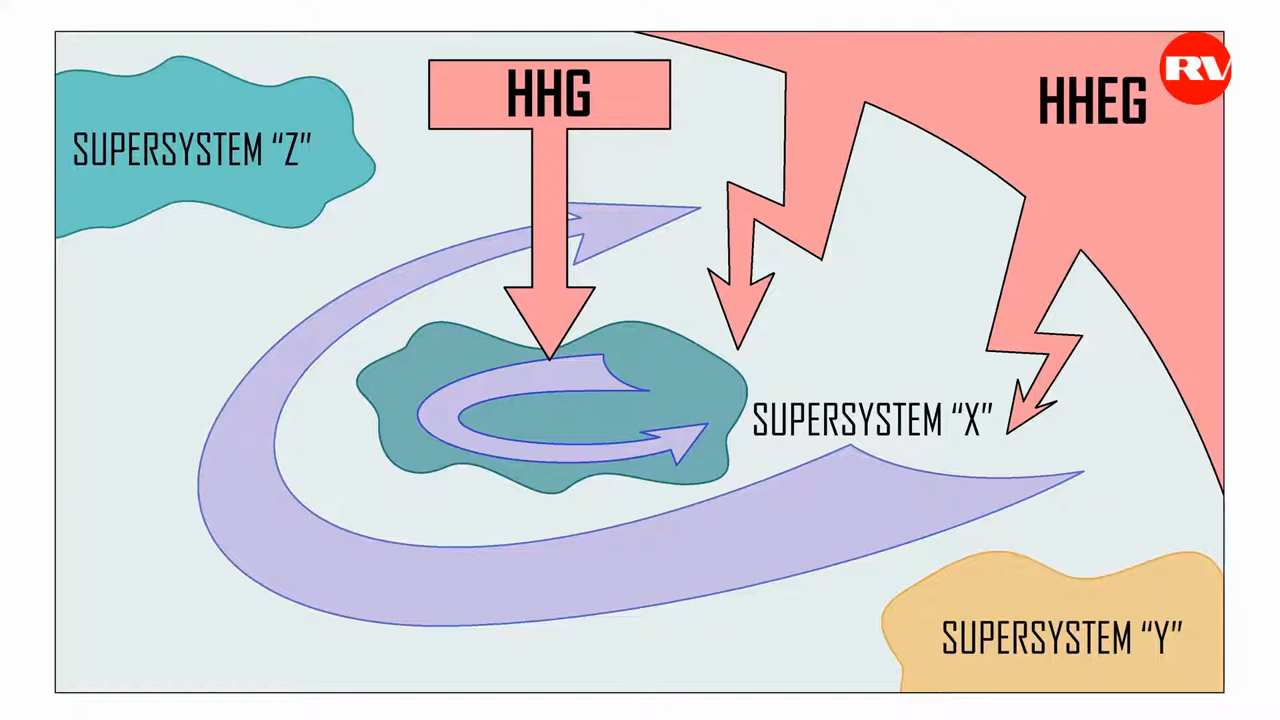 HHG
HHEG
RV
SUPERSYSTEM “Z”
SUPERSYSTEM “X”
SUPERSYSTEM “Y”